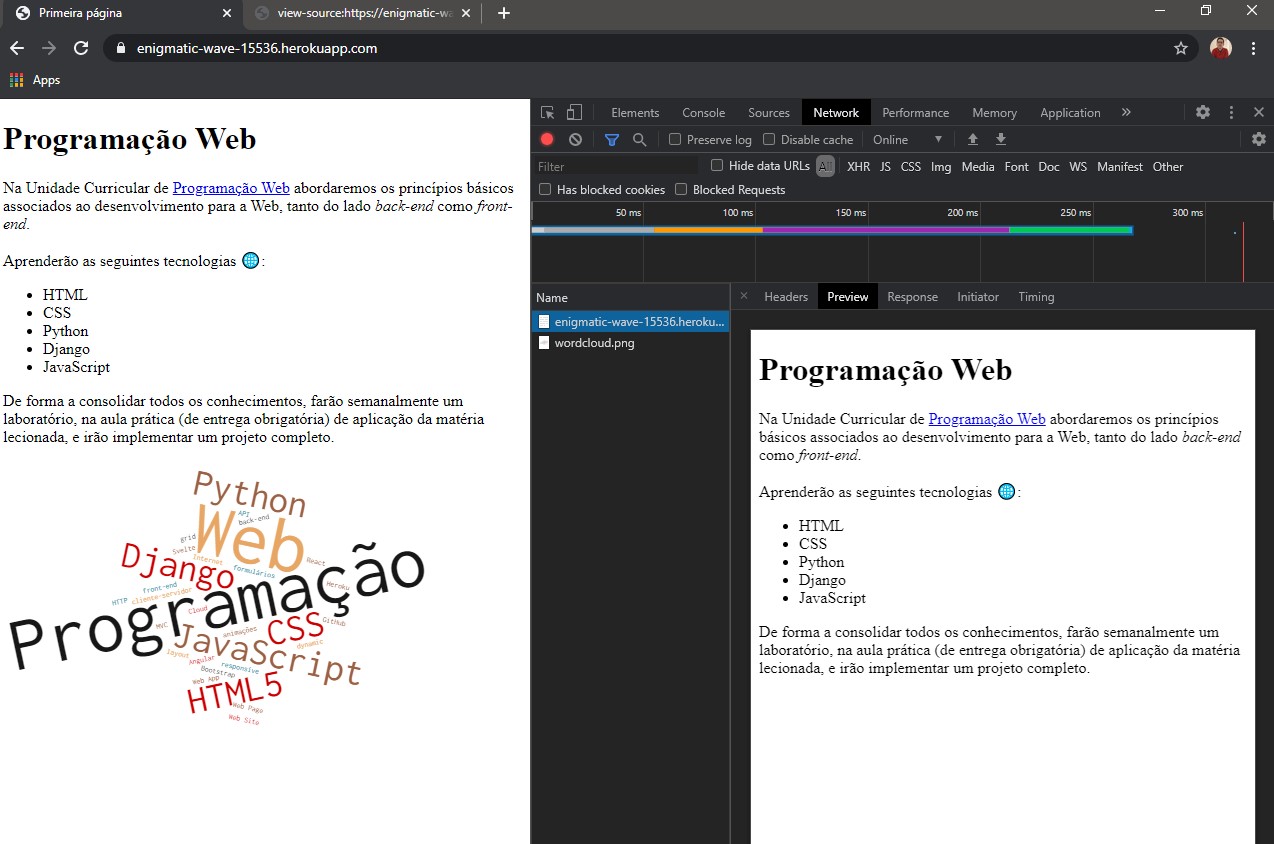 Primeira página
view-source:https://enigmatic-wa
enigmatic-wave-15536.herokuapp.com
Apps
Programação Web
Na Unidade Curricular de Programação Web abordaremos os princípios básicos
associados ao desenvolvimento para a Web, tanto do lado back-end como front-
end.
Aprenderão as seguintes tecnologias 🌐:
• HTML
• CSS
• Python
• Django
• JavaScript
De forma a consolidar todos os conhecimentos, farão semanalmente um
laboratório, na aula prática (de entrega obrigatória) de aplicação da matéria
lecionada, e irão implementar um projeto completo.
Python
API
back-end
Web
grid
Svelte
Internet
React
Django
formulários
Programação
front-end
Heroku
HTTP
cliente-servidor
Cloud
CSS
GitHub
MVC
animações
JavaScript
dynamic
layout
Angular
responsive
Bootstrap
Web App
HTML5
Web Page
Web Site
Elements Console Sources Network Performance Memory Application »
Preserve log Disable cache Online
Filter Hide data URLs All XHR JS CSS Img Media Font Doc WS Manifest Other
Has blocked cookies Blocked Requests
50 ms 100 ms 150 ms 200 ms 250 ms 300 ms
Name
enigmatic-wave-15536.heroku...
wordcloud.png
× Headers Preview Response Initiator Timing
Programação Web
Na Unidade Curricular de Programação Web abordaremos os princípios
básicos associados ao desenvolvimento para a Web, tanto do lado back-end
como front-end.
Aprenderão as seguintes tecnologias 🌐:
• HTML
• CSS
• Python
• Django
• JavaScript
De forma a consolidar todos os conhecimentos, farão semanalmente um
laboratório, na aula prática (de entrega obrigatória) de aplicação da matéria
lecionada, e irão implementar um projeto completo.